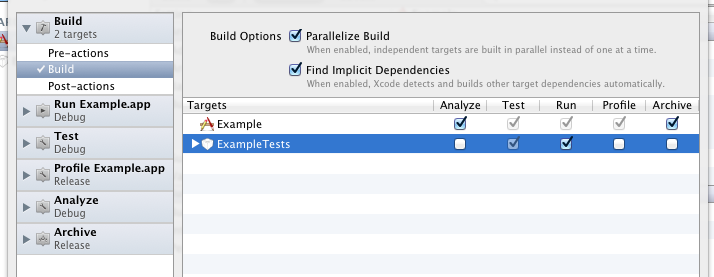 Build
2 targets
Pre-actions
Build
Post-actions
Run Example.app
Debug
Test
Debug
Profile Example.app
Release
Analyze
Debug
Archive
Release
Build Options Parallelize Build
When enabled, independent targets are built in parallel instead of one at a time.
Find Implicit Dependencies
When enabled, Xcode detects and builds other target dependencies automatically.
Targets Analyze Test Run Profile Archive
Example
ExampleTests